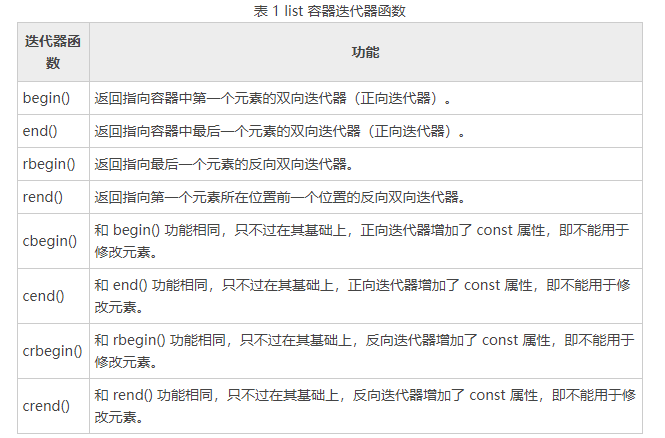 表 1 list 容器迭代器函数
迭代器函
数
功能
begin()
返回指向容器中第一个元素的双向迭代器（正向迭代器）。
end()
返回指向容器中最后一个元素的双向迭代器（正向迭代器）。
rbegin()
返回指向最后一个元素的反向双向迭代器。
rend()
返回指向第一个元素所在位置前一个位置的反向双向迭代器。
cbegin()
和 begin() 功能相同，只不过在其基础上，正向迭代器增加了 const 属性，即不能用于
修改元素。
cend()
和 end() 功能相同，只不过在其基础上，正向迭代器增加了 const 属性，即不能用于修
改元素。
crbegin()
和 rbegin() 功能相同，只不过在其基础上，反向迭代器增加了 const 属性，即不能用于
修改元素。
crend()
和 rend() 功能相同，只不过在其基础上，反向迭代器增加了 const 属性，即不能用于修
改元素。